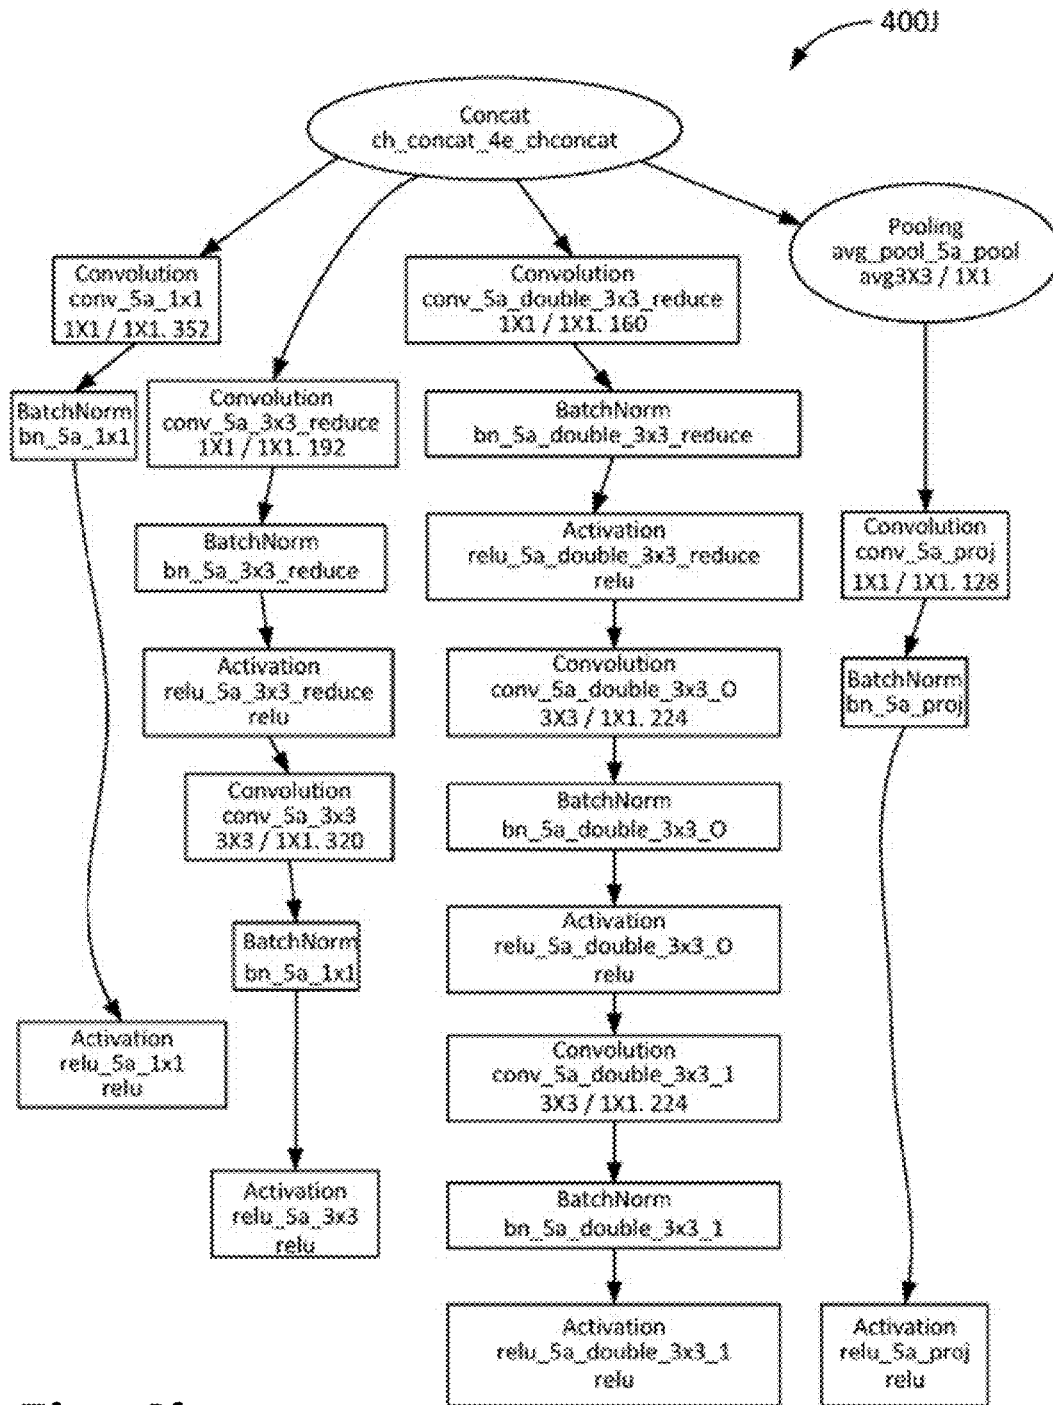 400J
Concat
ch_concat_4e_chconcat
Convolution
conv_5a_1x1
1X1 / 1X1. 352
BatchNorm
bn_5a_1x1
Activation
relu_5a_1x1
relu
Convolution
conv_5a_3x3_reduce
1X1 / 1X1. 192
BatchNorm
bn_5a_3x3_reduce
Activation
relu_5a_3x3_reduce
relu
Convolution
conv_5a_3x3
3X3 / 1X1. 320
BatchNorm
bn_5a_1x1
Activation
relu_5a_3x3
relu
Convolution
conv_5a_double_3x3_reduce
1X1 / 1X1. 160
BatchNorm
bn_5a_double_3x3_reduce
Activation
relu_5a_double_3x3_reduce
relu
Convolution
conv_5a_double_3x3_O
3X3 / 1X1. 224
BatchNorm
bn_5a_double_3x3_O
Activation
relu_5a_double_3x3_O
relu
Convolution
conv_5a_double_3x3_1
3X3 / 1X1. 224
BatchNorm
bn_5a_double_3x3_1
Activation
relu_5a_double_3x3_1
relu
Pooling
avg_pool_5a_pool
avg3X3 / 1X1
Convolution
conv_5a_proj
1X1 / 1X1. 128
BatchNorm
bn_5a_proj
Activation
relu_5a_proj
relu